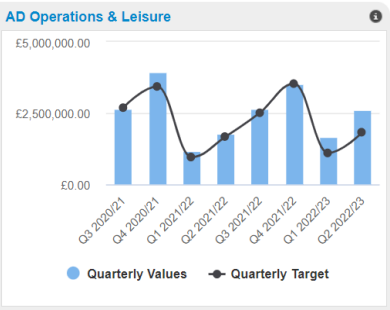 AD Operations & Leisure
£5,000,000.00
£2,500,000.00
£0.00
Q3 2020/21
Q4 2020/21
Q1 2021/22
Q2 2021/22
Q3 2021/22
Q4 2021/22
Q1 2022/23
Q2 2022/23
Quarterly Values
Quarterly Target